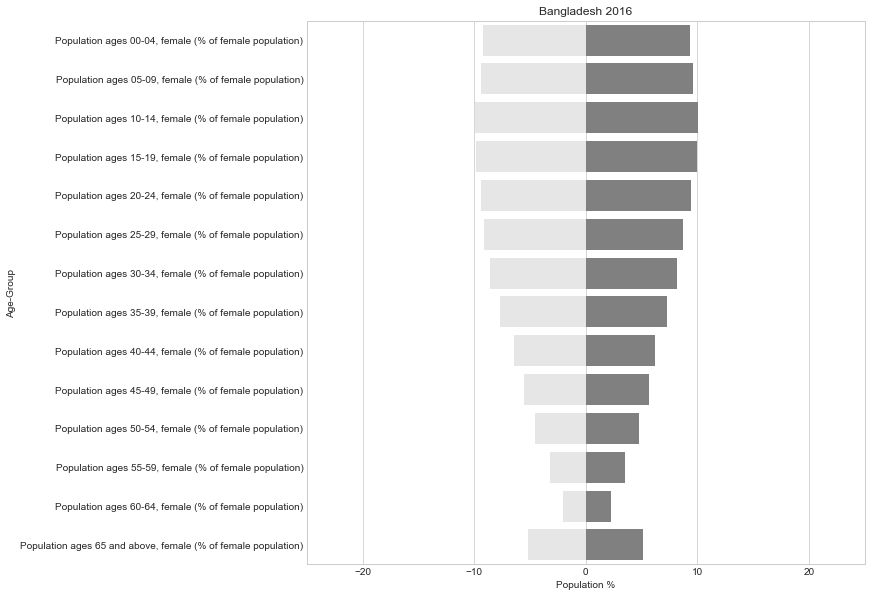 Bangladesh 2016
Population ages 00-04, female (% of female population)
Population ages 05-09, female (% of female population)
Population ages 10-14, female (% of female population)
Population ages 15-19, female (% of female population)
Population ages 20-24, female (% of female population)
Population ages 25-29, female (% of female population)
Population ages 30-34, female (% of female population)
Population ages 35-39, female (% of female population)
Population ages 40-44, female (% of female population)
Population ages 45-49, female (% of female population)
Population ages 50-54, female (% of female population)
Population ages 55-59, female (% of female population)
Population ages 60-64, female (% of female population)
Population ages 65 and above, female (% of female population)
Age-Group
−20 −10 0 10 20
Population %